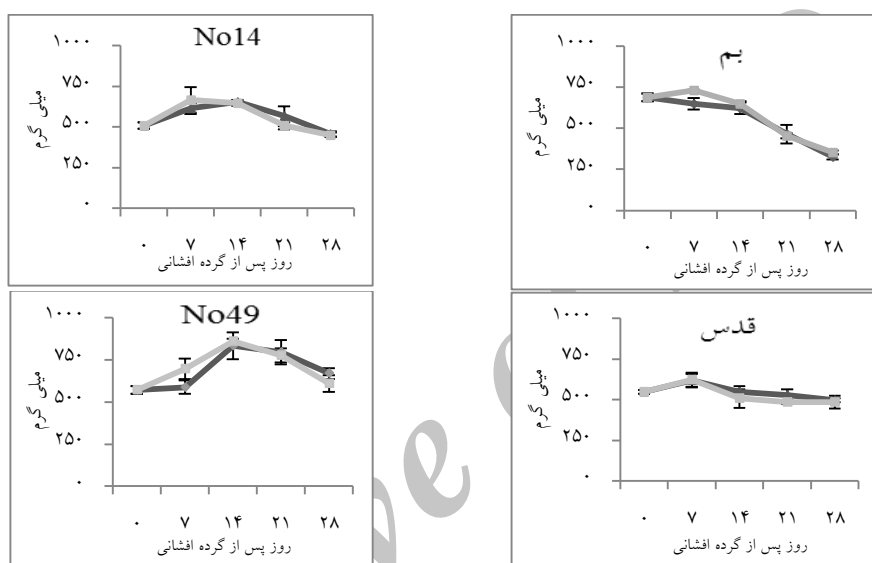 No14
۱۰۰۰
۷۵۰
۵۰۰
۲۵۰
۰
میلی گرم
۰ ۷ ۱۴ ۲۱ ۲۸
روز پس از گرده افشانی
بم
۱۰۰۰
۷۵۰
۵۰۰
۲۵۰
۰
میلی گرم
۰ ۷ ۱۴ ۲۱ ۲۸
روز پس از گرده افشانی
No49
۱۰۰۰
۷۵۰
۵۰۰
۲۵۰
۰
میلی گرم
۰ ۷ ۱۴ ۲۱ ۲۸
روز پس از گرده افشانی
قدس
۱۰۰۰
۷۵۰
۵۰۰
۲۵۰
۰
میلی گرم
۰ ۷ ۱۴ ۲۱ ۲۸
روز پس از گرده افشانی